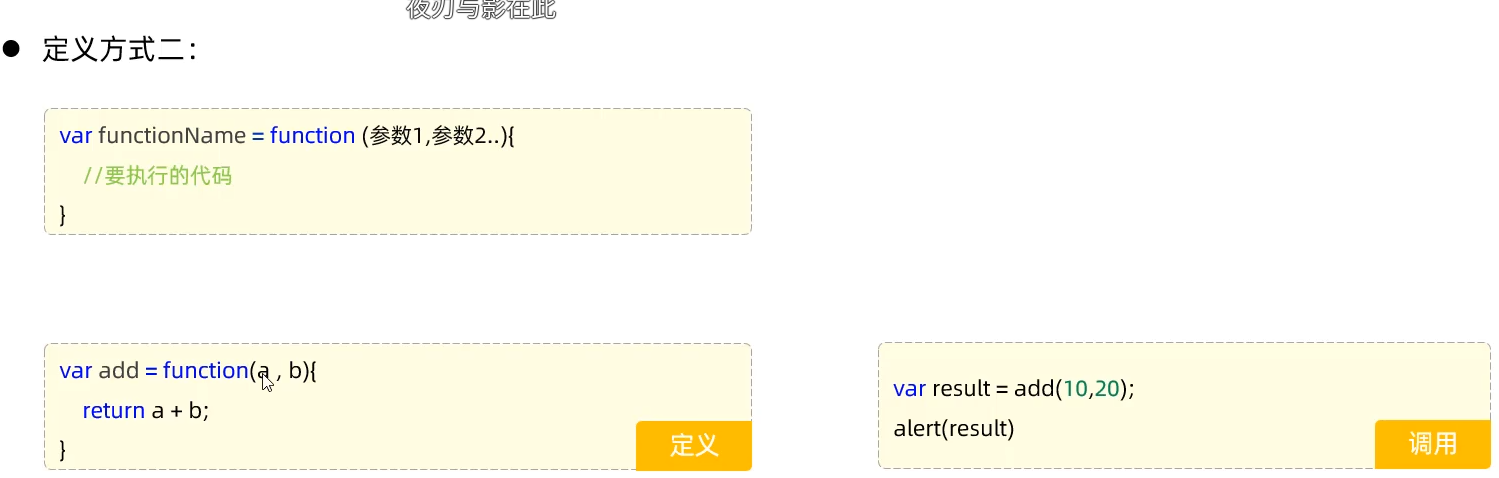 夜刃与影在此
● 定义方式二：
var functionName = function (参数1,参数2..){
//要执行的代码
}
var add = function(a , b){
return a + b;
}
定义
var result = add(10,20);
alert(result)
调用